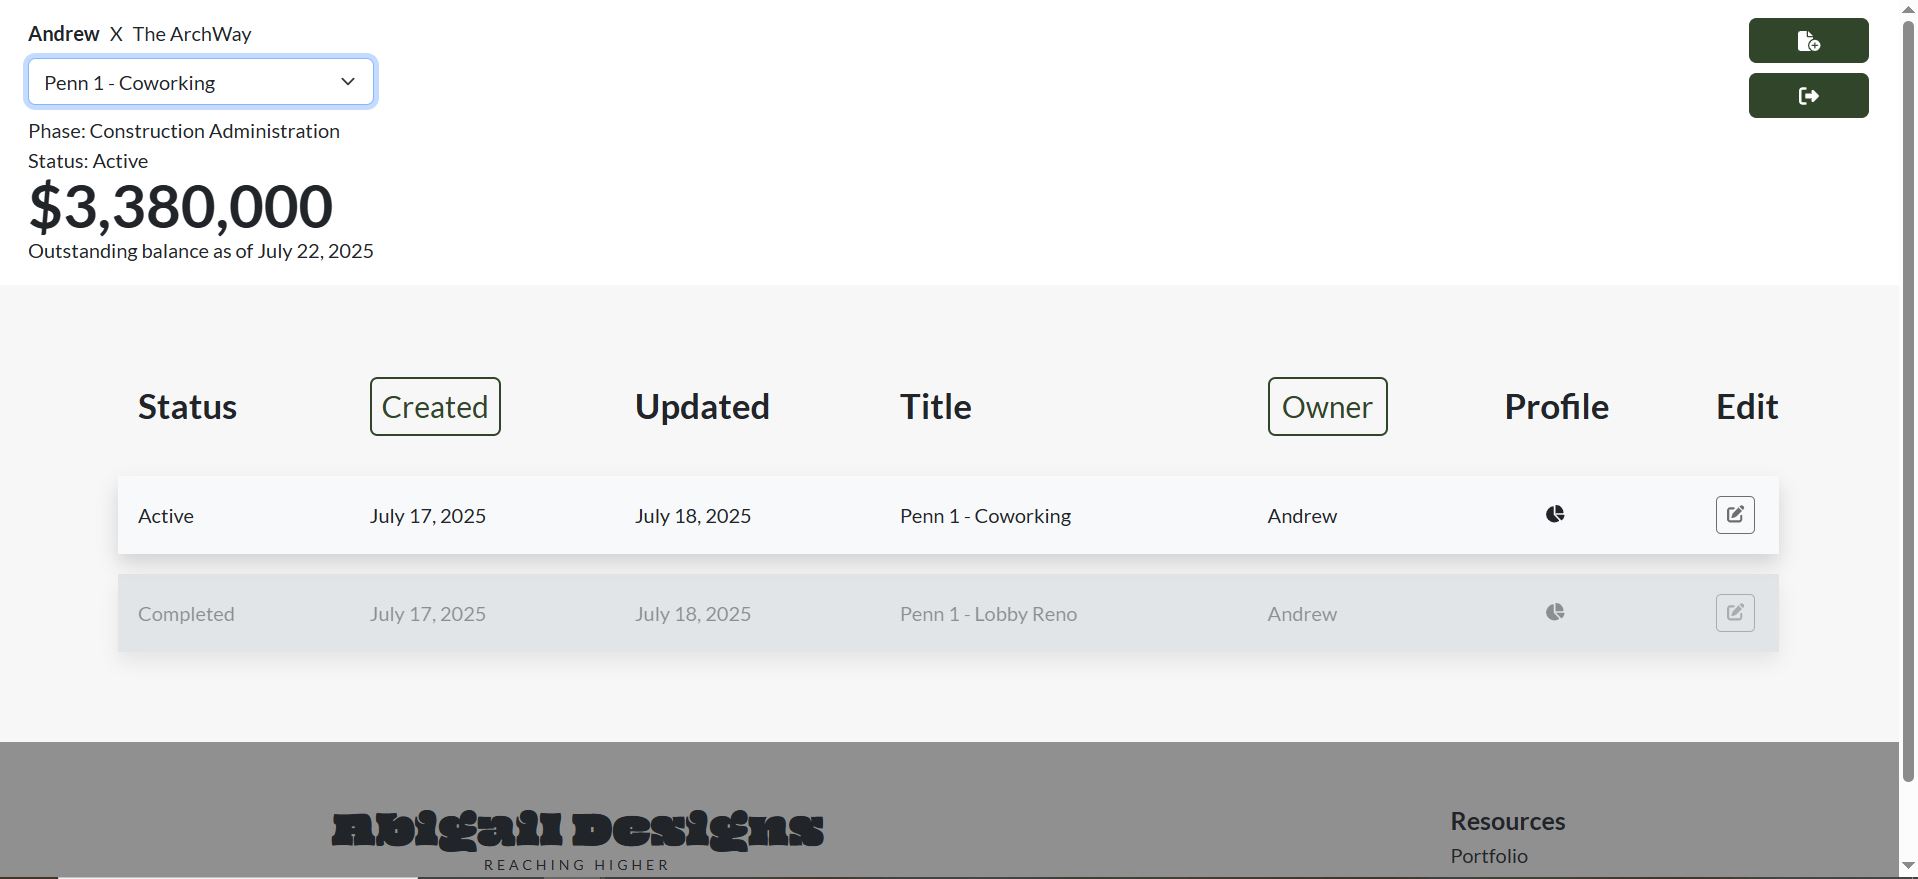 Andrew X The ArchWay
Penn 1 - Coworking
Phase: Construction Administration
Status: Active
$3,380,000
Outstanding balance as of July 22, 2025
Status Created Updated Title Owner Profile Edit
Active July 17, 2025 July 18, 2025 Penn 1 - Coworking Andrew
Completed July 17, 2025 July 18, 2025 Penn 1 - Lobby Reno Andrew
Abigail Designs
REACHING HIGHER
Resources
Portfolio